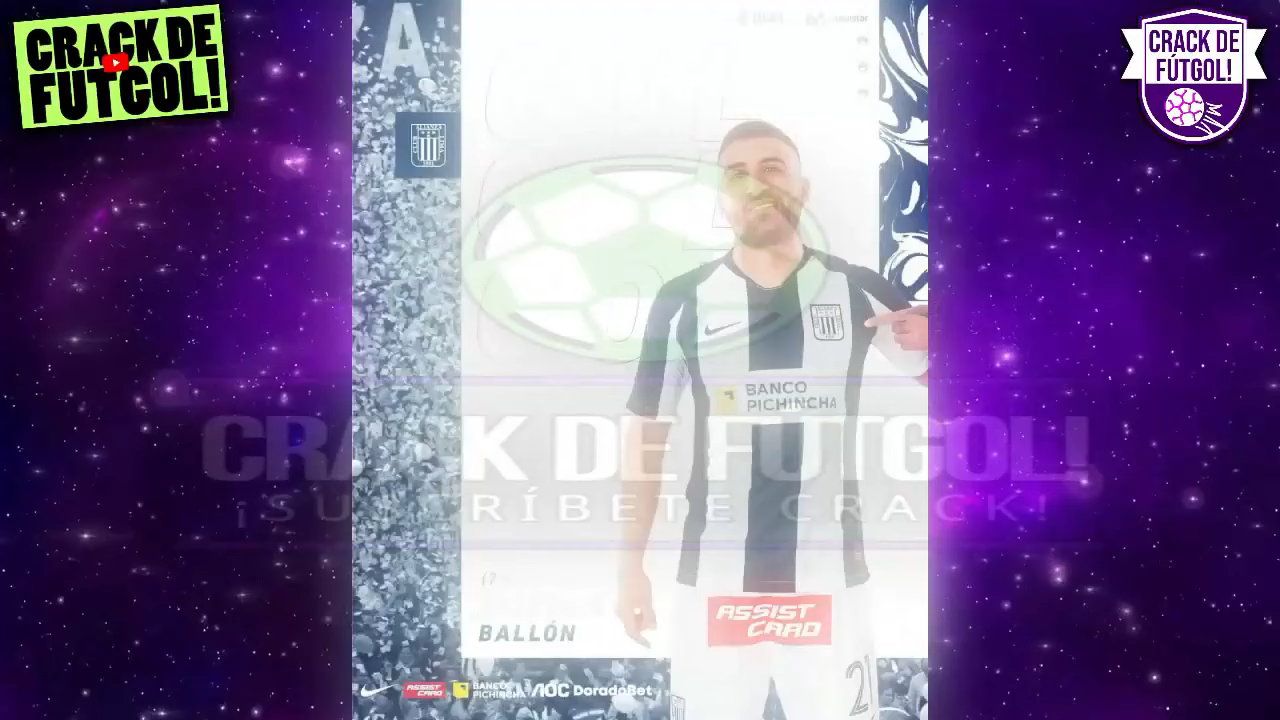 CRACK DE
FUTGOL!
CRACK DE
FÚTGOL!
A
BANCO
PICHINCHA
CRACK DE FUTGOL!
¡SUSCRÍBETE CRACK!
BALLÓN
ASSIST
CARD
21
ASSIST
CARD
BANCO
PICHINCHA
AOC
DoradoBet